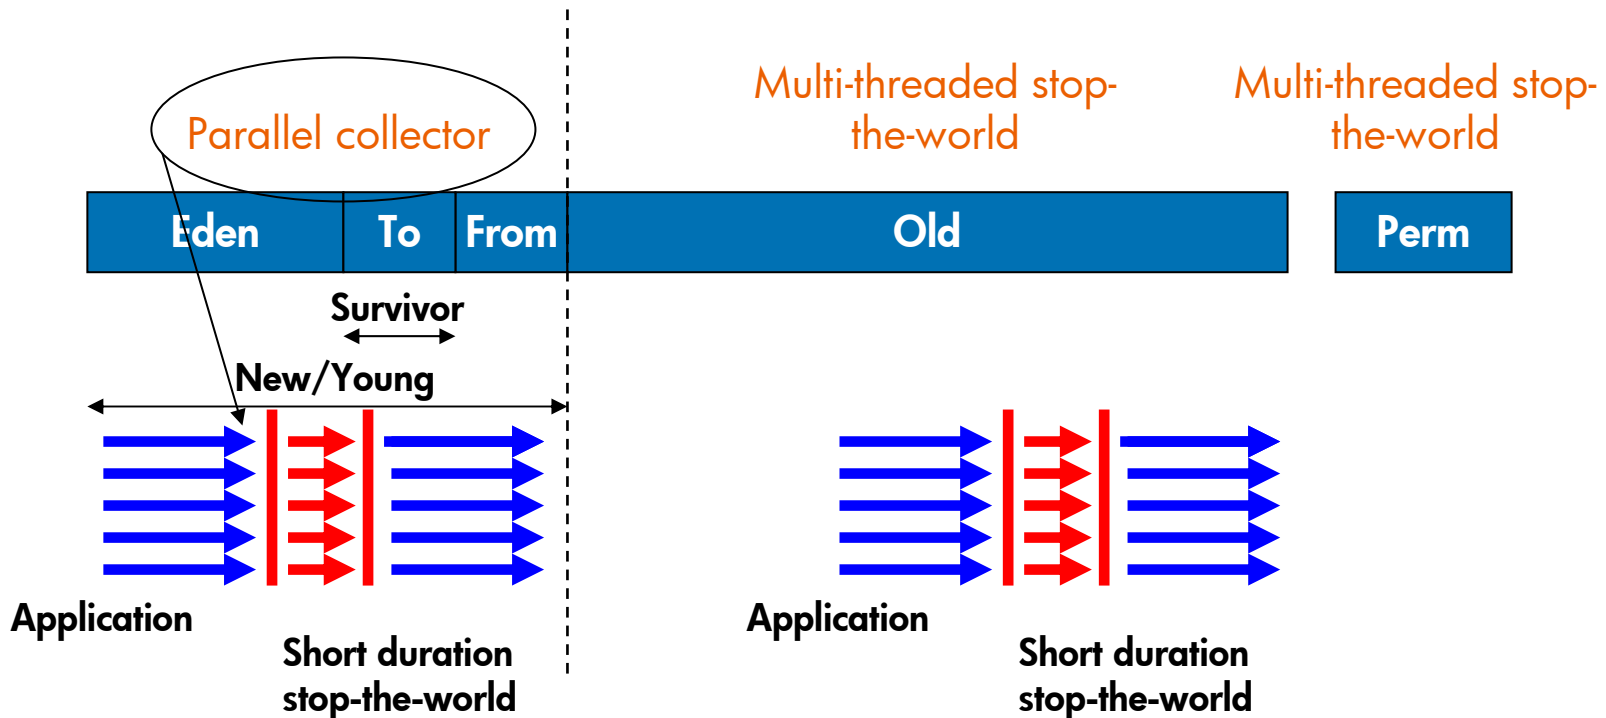 Parallel collector
Multi-threaded stop-
the-world
Multi-threaded stop-
the-world
Eden
To
From
Old
Perm
Survivor
New/Young
Application
Short duration
stop-the-world
Application
Short duration
stop-the-world